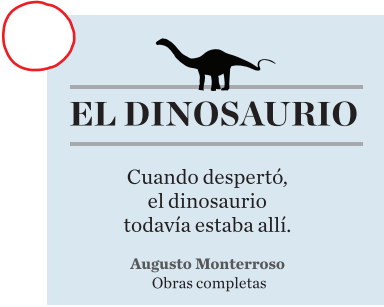 EL DINOSAURIO
Cuando despertó,
el dinosaurio
todavía estaba allí.
Augusto Monterroso
Obras completas